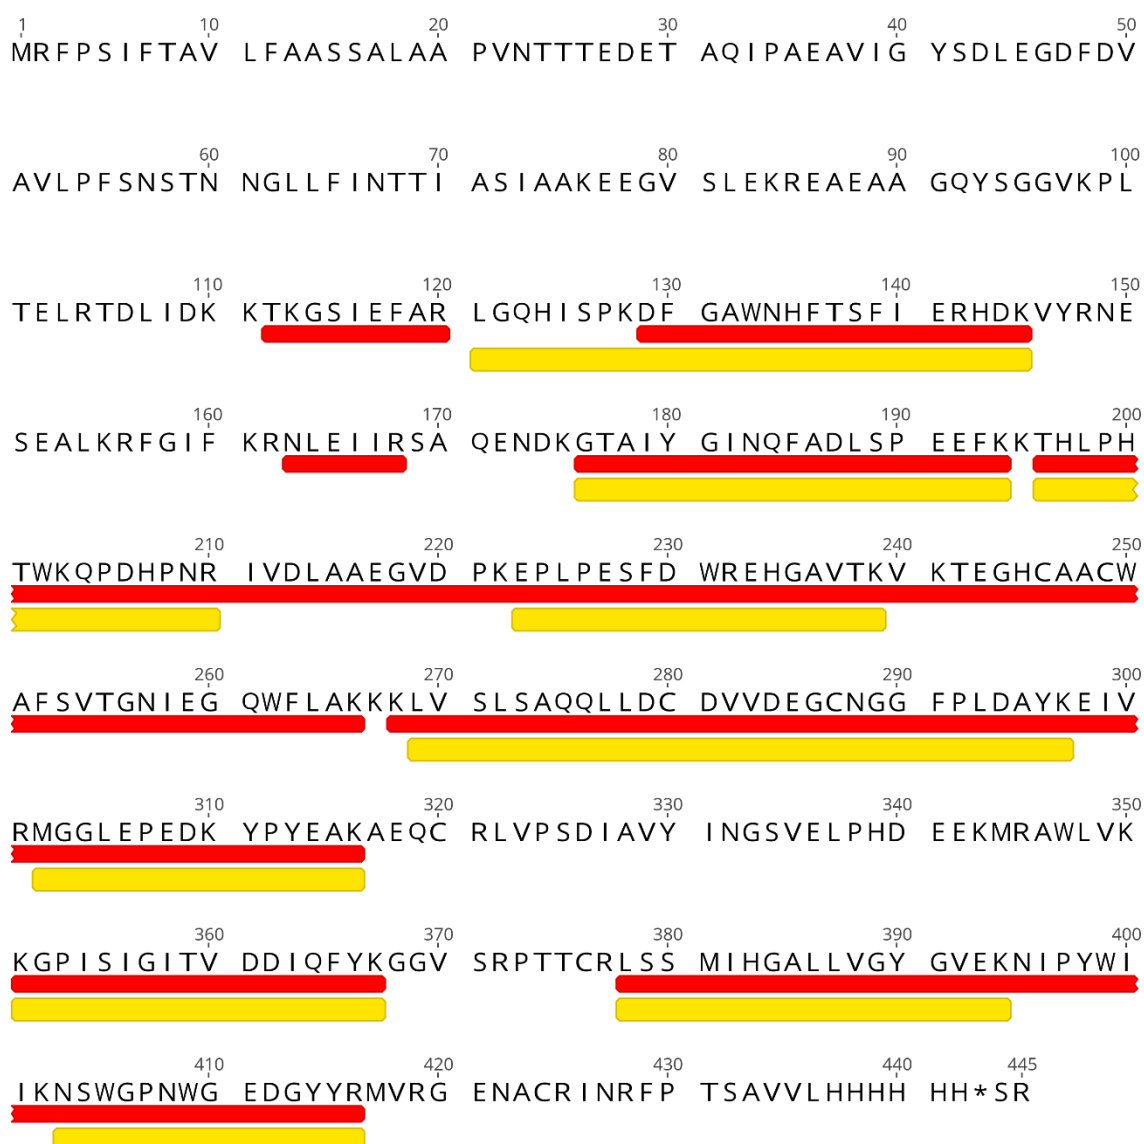 1 10 20 30 40 50
MRFPSIFTAV LFAASSALAA PVNTTTEDET AQIPAEAVIG YSDLEGDFDV
60 70 80 90 100
AVLPFSNSTN NGLLFINTTI ASIAAKEEGV SLEKREAEAA GQYSGGVKPL
110 120 130 140 150
TELRTDLIDK KTKGSIEFAR LGQHISPKDF GAWNHFTSFI ERHDKVYRNE
160 170 180 190 200
SEALKRFGIF KRNLEIIRSA QENDKGTAIY GINQFADLSP EEFKKTHLPH
210 220 230 240 250
TWKQPDHPNR IVDLAAEGVD PKEPLPESFD WREHGAVTKV KTEGHCAACW
260 270 280 290 300
AFSVTGNIEG QWFLAKKKLV SLSAQQLLDC DVVDEGCNGG FPLDAYKEIV
310 320 330 340 350
RMGGLEPEDK YPYEAKAEQC RLVPSDIAVY INGSVELPHD EEKMRAWLVK
360 370 380 390 400
KGPISIGITV DDIQFYKGGV SRPTTCRLSS MIHGALLVGY GVEKNIPYWI
410 420 430 440 445
IKNSWGPNWG EDGYYRMVRG ENACRINRFP TSAVVLHHHH HH*SR